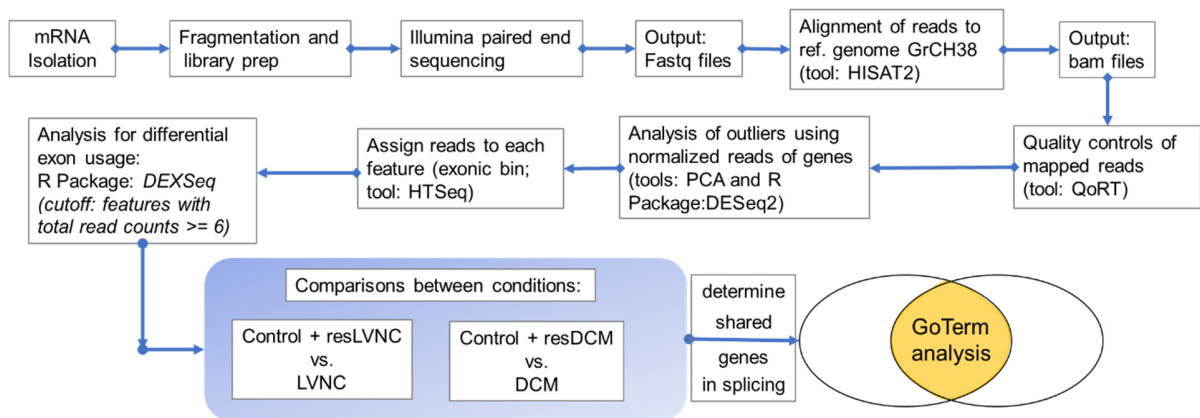 mRNA
Isolation
Fragmentation and
library prep
Illumina paired end
sequencing
Output:
Fastq files
Alignment of reads to
ref. genome GrCH38
(tool: HISAT2)
Output:
bam files
Quality controls of
mapped reads
(tool: QoRT)
Analysis of outliers using
normalized reads of genes
(tools: PCA and R
Package:DESeq2)
Assign reads to each
feature (exonic bin;
tool: HTSeq)
Analysis for differential
exon usage:
R Package: DEXSeq
(cutoff: features with
total read counts >= 6)
Comparisons between conditions:
Control + resLVNC
vs.
LVNC
Control + resDCM
vs.
DCM
determine
shared
genes
in splicing
GoTerm
analysis